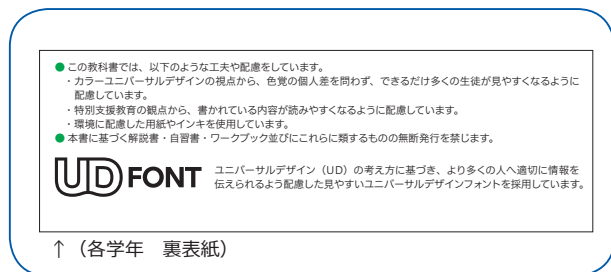 ● この教科書では、以下のような工夫や配慮をしています。
・カラーユニバーサルデザインの視点から、色覚の個人差を問わず、できるだけ多くの生徒が見やすくなるように
配慮しています。
・特別支援教育の観点から、書かれている内容が読みやすくなるように配慮しています。
・環境に配慮した用紙やインキを使用しています。
● 本書に基づく解説書・自習書・ワークブック並びにこれらに類するものの無断発行を禁じます。
UD FONT
ユニバーサルデザイン（UD）の考え方に基づき、より多くの人へ適切に情報を
伝えられるよう配慮した見やすいユニバーサルデザインフォントを採用しています。
↑（各学年　裏表紙）